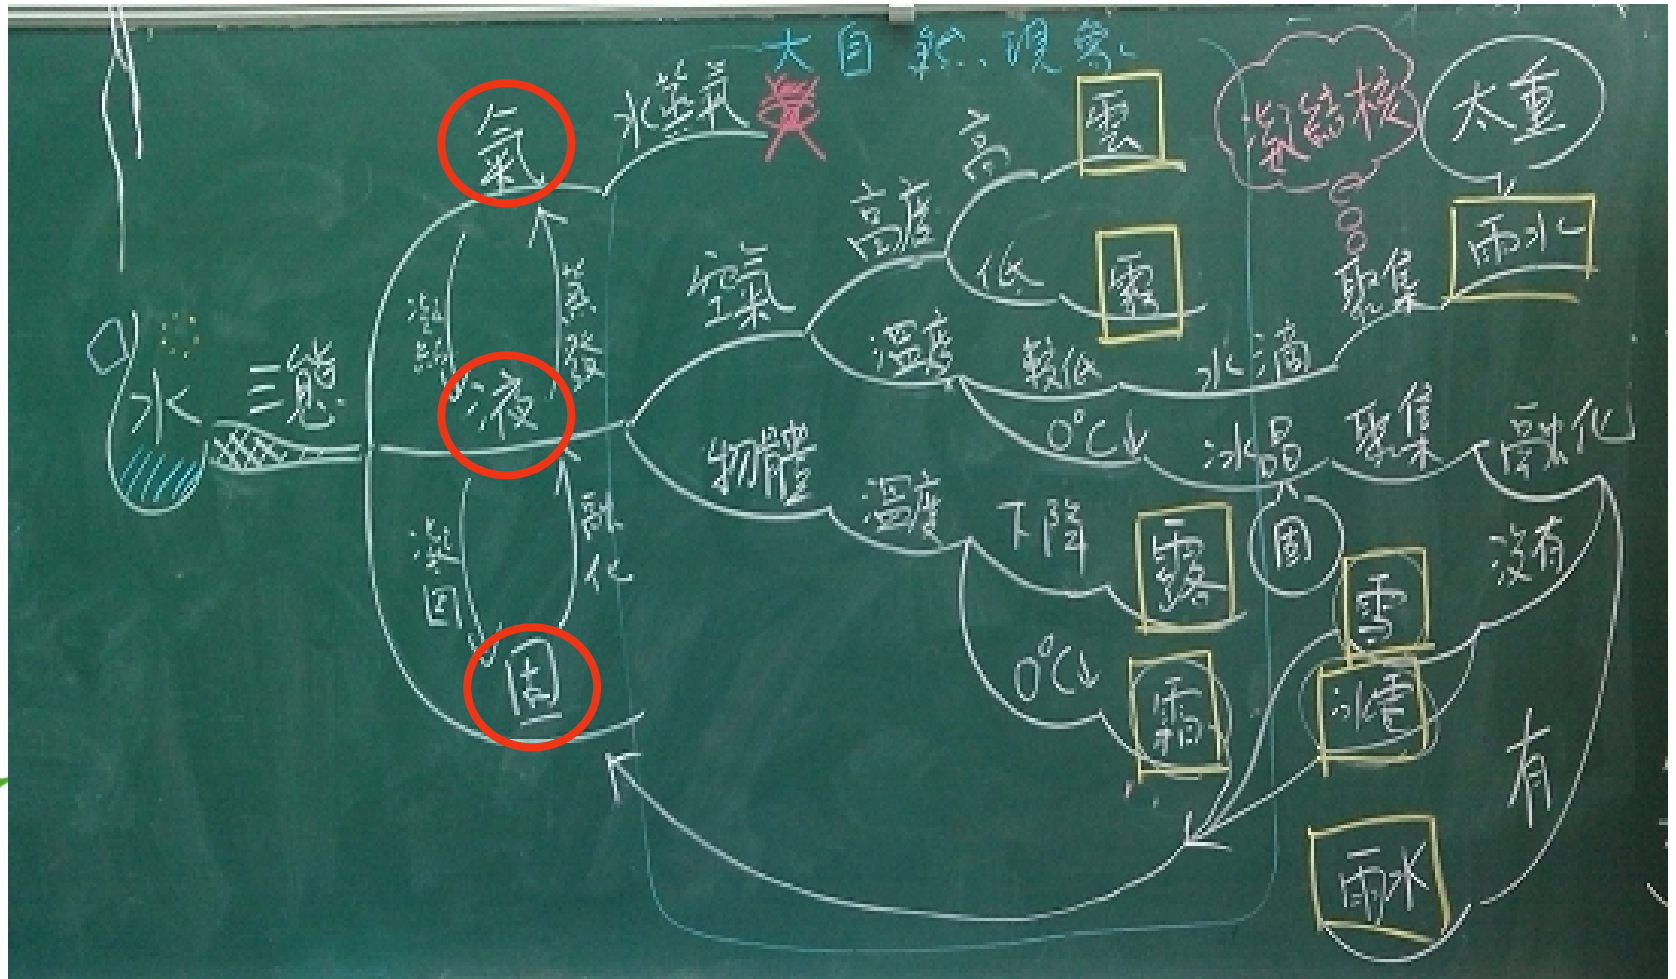 大自然現象
水
三態
氣
水蒸氣
凝結
蒸發
液
凝固
融化
固
空氣
高度
高
雲
低
霧
溫度
較低
水滴
聚集
凝結核
太重
雨水
0°C↓
冰晶
固
聚集
融化
沒有
雪
冰雹
有
雨水
物體
溫度
下降
露
0°C↓
霜